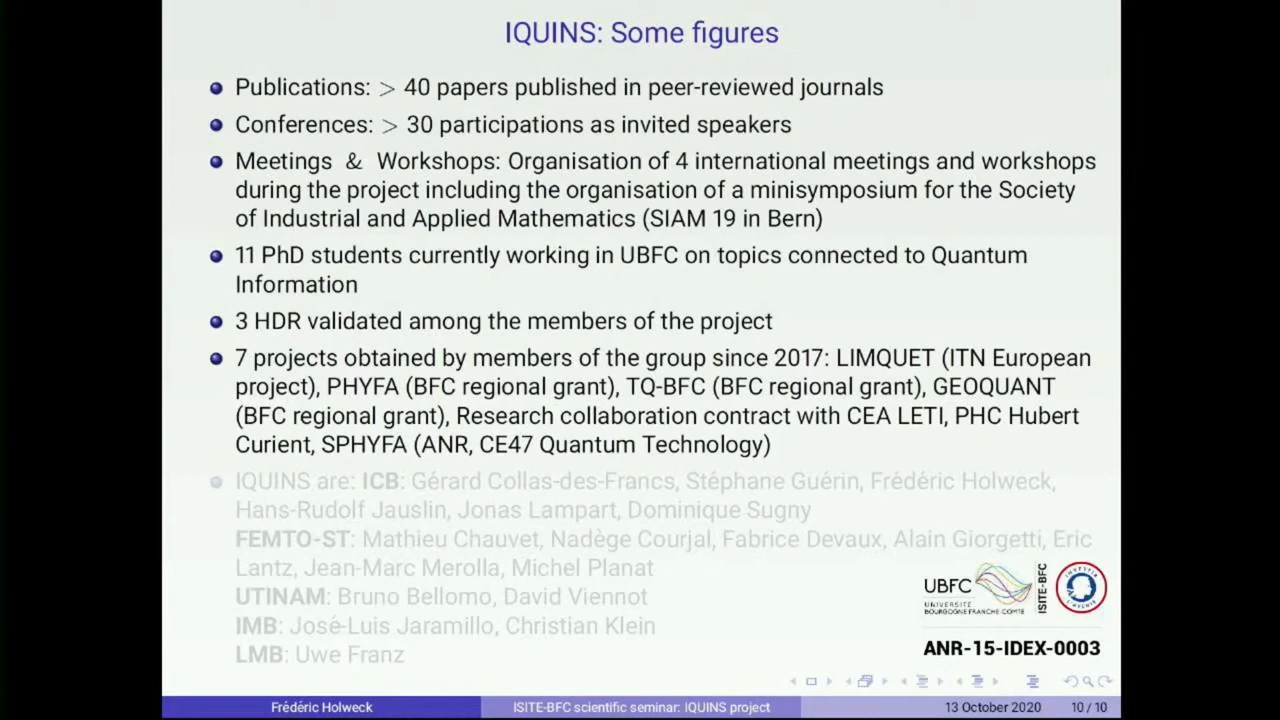 IQUINS: Some figures
Publications: > 40 papers published in peer-reviewed journals
Conferences: > 30 participations as invited speakers
Meetings & Workshops: Organisation of 4 international meetings and workshops
during the project including the organisation of a minisymposium for the Society
of Industrial and Applied Mathematics (SIAM 19 in Bern)
11 PhD students currently working in UBFC on topics connected to Quantum
Information
3 HDR validated among the members of the project
7 projects obtained by members of the group since 2017: LIMQUET (ITN European
project), PHYFA (BFC regional grant), TQ-BFC (BFC regional grant), GEOQUANT
(BFC regional grant), Research collaboration contract with CEA LETI, PHC Hubert
Curient, SPHYFA (ANR, CE47 Quantum Technology)
IQUINS are: ICB: Gérard Collas-des-Francs, Stéphane Guérin, Frédéric Holweck,
Hans-Rudolf Jauslin, Jonas Lampart, Dominique Sugny
FEMTO-ST: Mathieu Chauvet, Nadège Courjal, Fabrice Devaux, Alain Giorgetti, Eric
Lantz, Jean-Marc Merolla, Michel Planat
UTINAM: Bruno Bellomo, David Viennot
IMB: José-Luis Jaramillo, Christian Klein
LMB: Uwe Franz
UBFC
UNIVERSITÉ
BOURGOGNE FRANCHE-COMTÉ
ISITE-BFC
ANR-15-IDEX-0003
Frédéric Holweck
ISITE-BFC scientific seminar: IQUINS project
13 October 2020
10 / 10